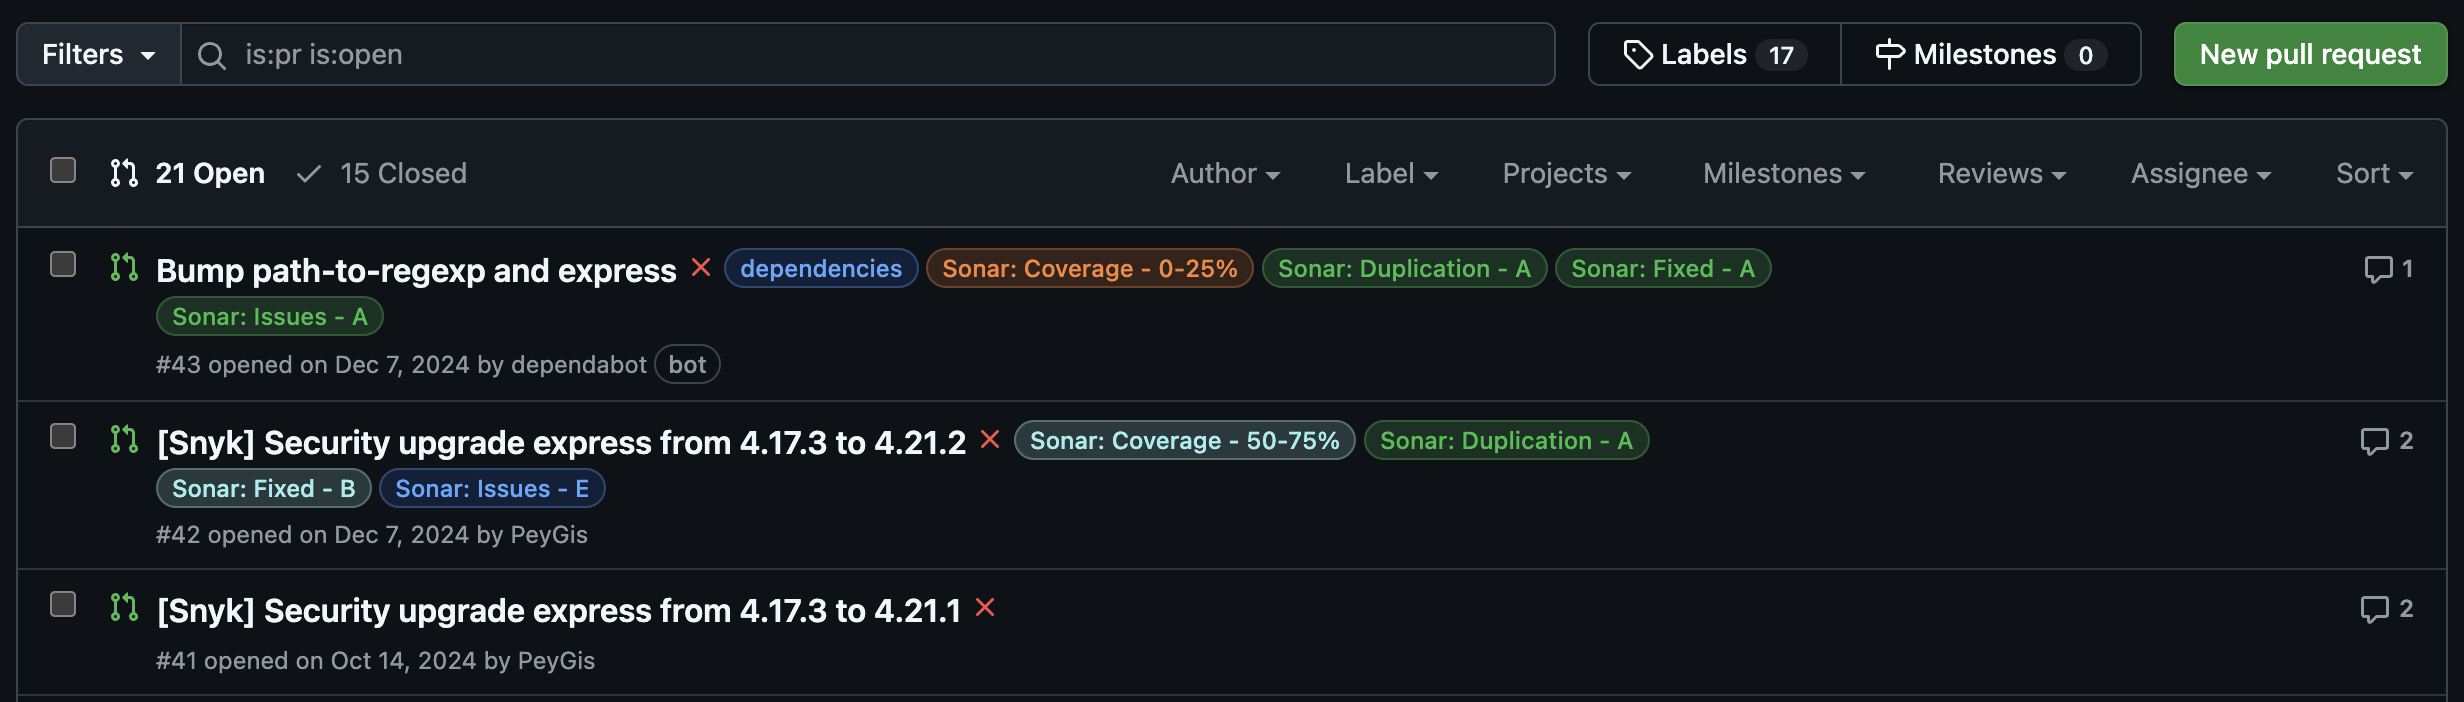 Filters is:pr is:open Labels 17 Milestones 0 New pull request
21 Open 15 Closed Author Label Projects Milestones Reviews Assignee Sort
Bump path-to-regexp and express dependencies Sonar: Coverage - 0-25% Sonar: Duplication - A Sonar: Fixed - A 1
Sonar: Issues - A
#43 opened on Dec 7, 2024 by dependabot bot
[Snyk] Security upgrade express from 4.17.3 to 4.21.2 Sonar: Coverage - 50-75% Sonar: Duplication - A 2
Sonar: Fixed - B Sonar: Issues - E
#42 opened on Dec 7, 2024 by PeyGis
[Snyk] Security upgrade express from 4.17.3 to 4.21.1 2
#41 opened on Oct 14, 2024 by PeyGis